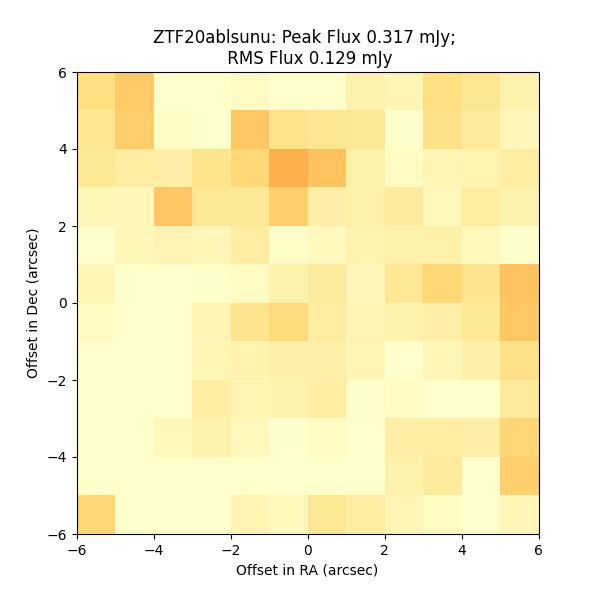 ZTF20ablsunu: Peak Flux 0.317 mJy;
RMS Flux 0.129 mJy
6
4
2
0
−2
−4
−6
Offset in Dec (arcsec)
−6 −4 −2 0 2 4 6
Offset in RA (arcsec)